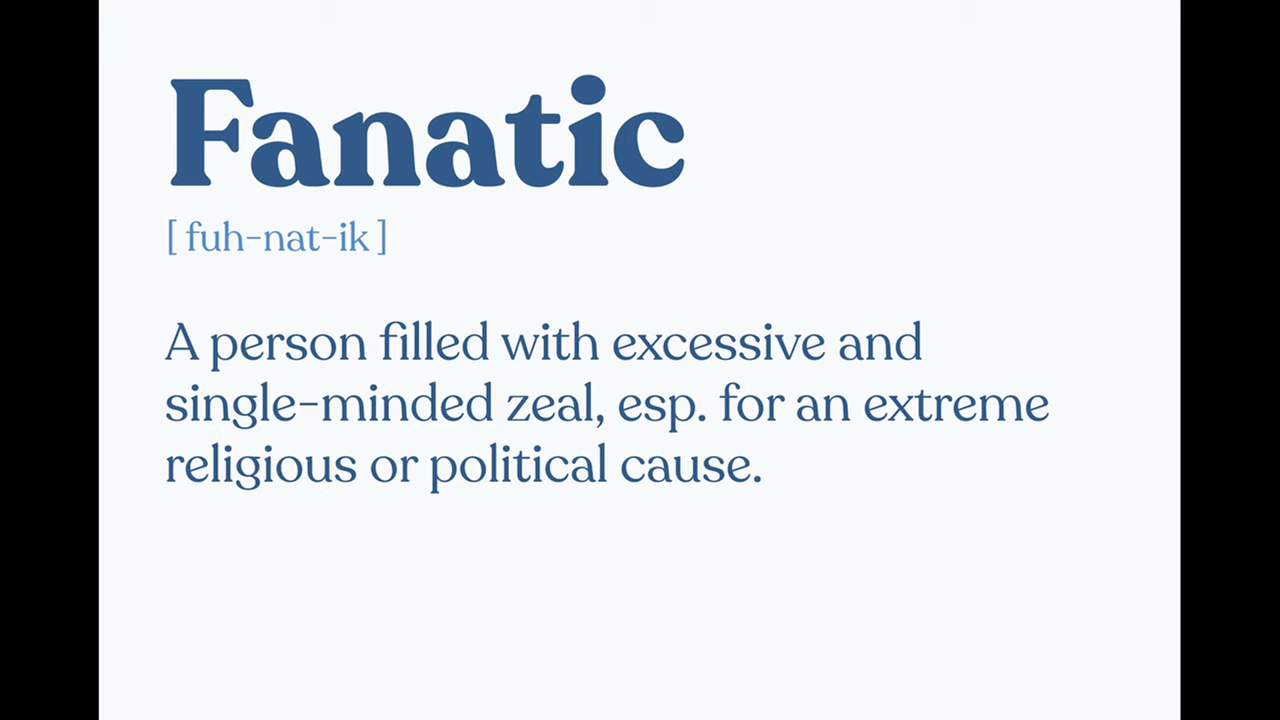 Fanatic
[ fuh-nat-ik ]
A person filled with excessive and
single-minded zeal, esp. for an extreme
religious or political cause.